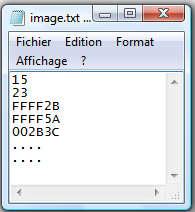 image.txt ...
Fichier Edition Format
Affichage ?
15
23
FFFF2B
FFFF5A
002B3C
....
....